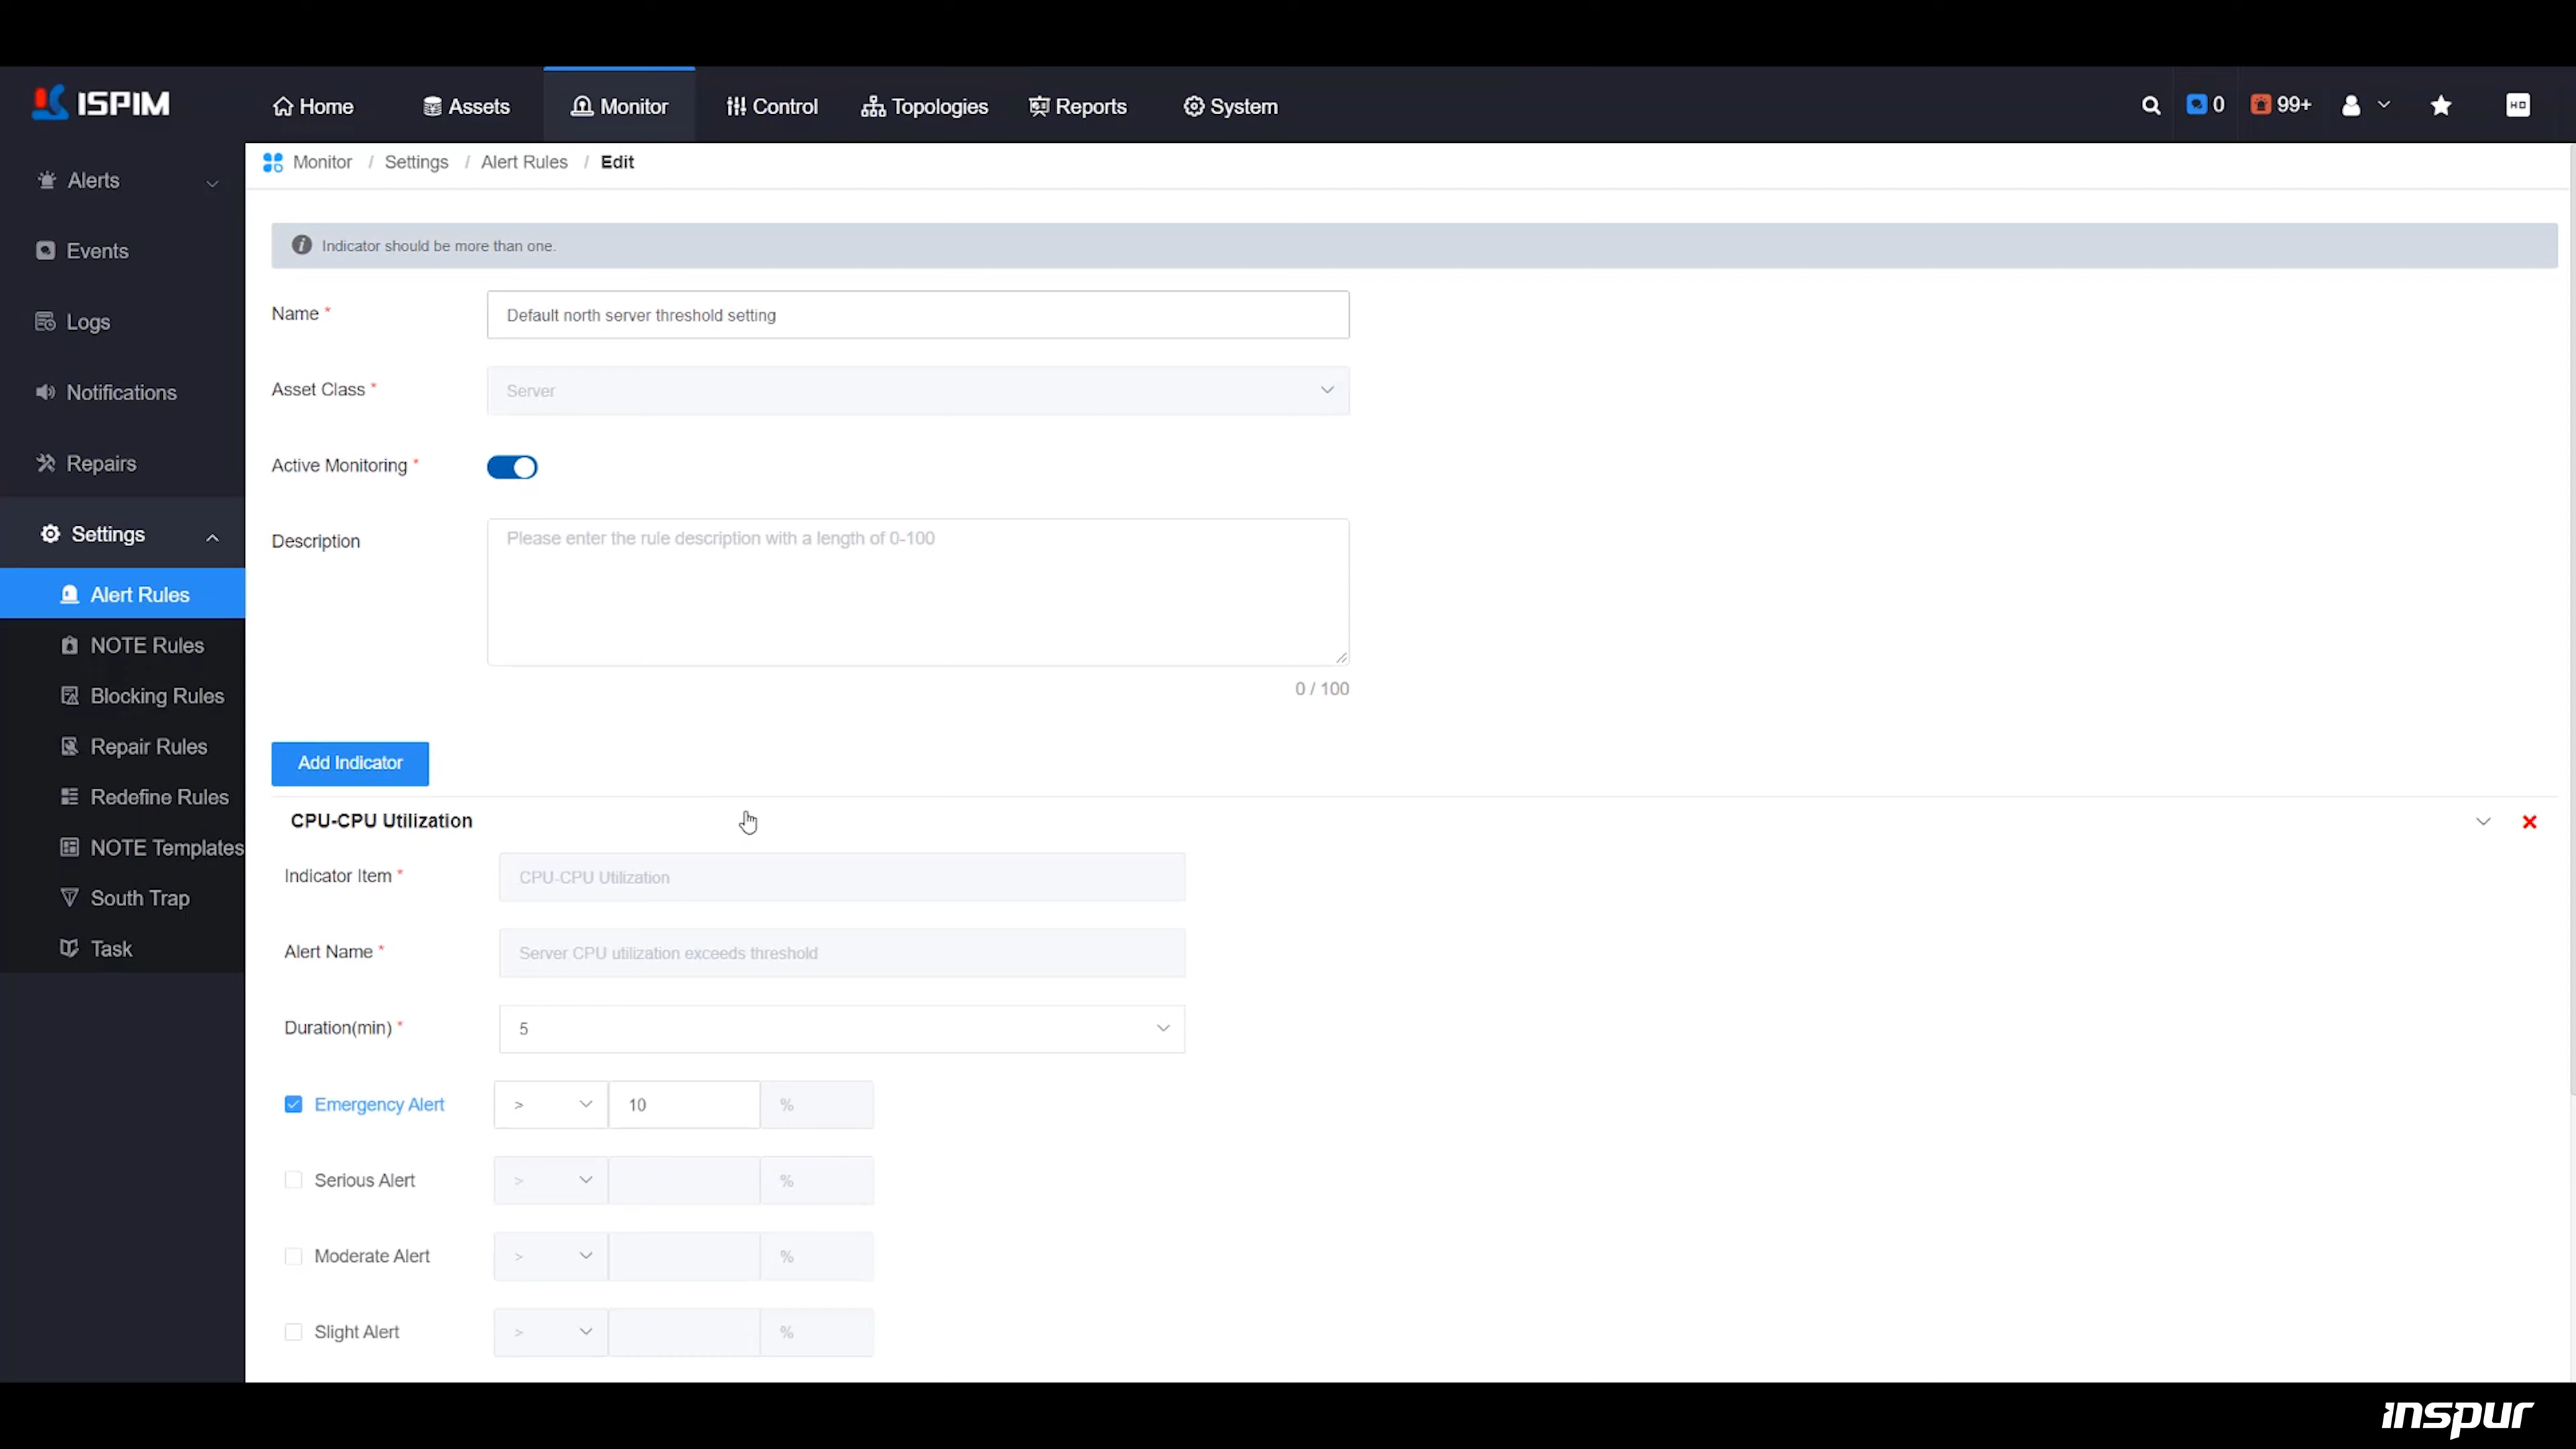 ISPIM
Home
Assets
Monitor
Control
Topologies
Reports
System
0
99+
HD
Alerts
Events
Logs
Notifications
Repairs
Settings
Alert Rules
NOTE Rules
Blocking Rules
Repair Rules
Redefine Rules
NOTE Templates
South Trap
Task
Monitor / Settings / Alert Rules / Edit
Indicator should be more than one.
Name *
Default north server threshold setting
Asset Class *
Server
Active Monitoring *
Description
Please enter the rule description with a length of 0-100
0 / 100
Add Indicator
CPU-CPU Utilization
Indicator Item *
CPU-CPU Utilization
Alert Name *
Server CPU utilization exceeds threshold
Duration(min) *
5
Emergency Alert > 10 %
Serious Alert > %
Moderate Alert > %
Slight Alert > %
inspur